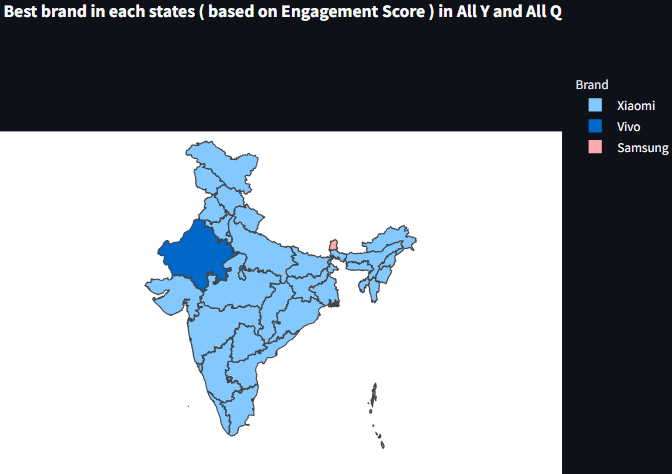 Best brand in each states ( based on Engagement Score ) in All Y and All Q
Brand
Xiaomi
Vivo
Samsung